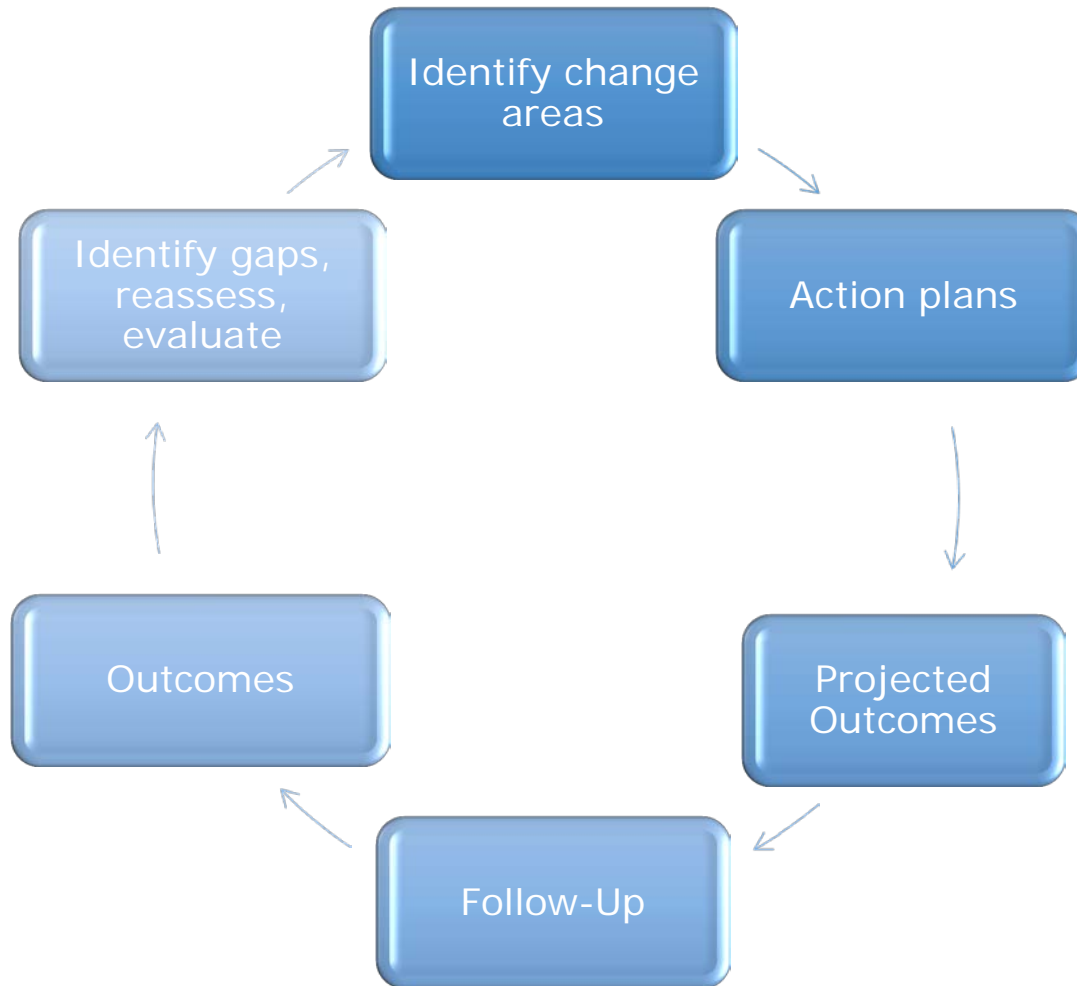 Identify change
areas
Action plans
Projected
Outcomes
Follow-Up
Outcomes
Identify gaps,
reassess,
evaluate